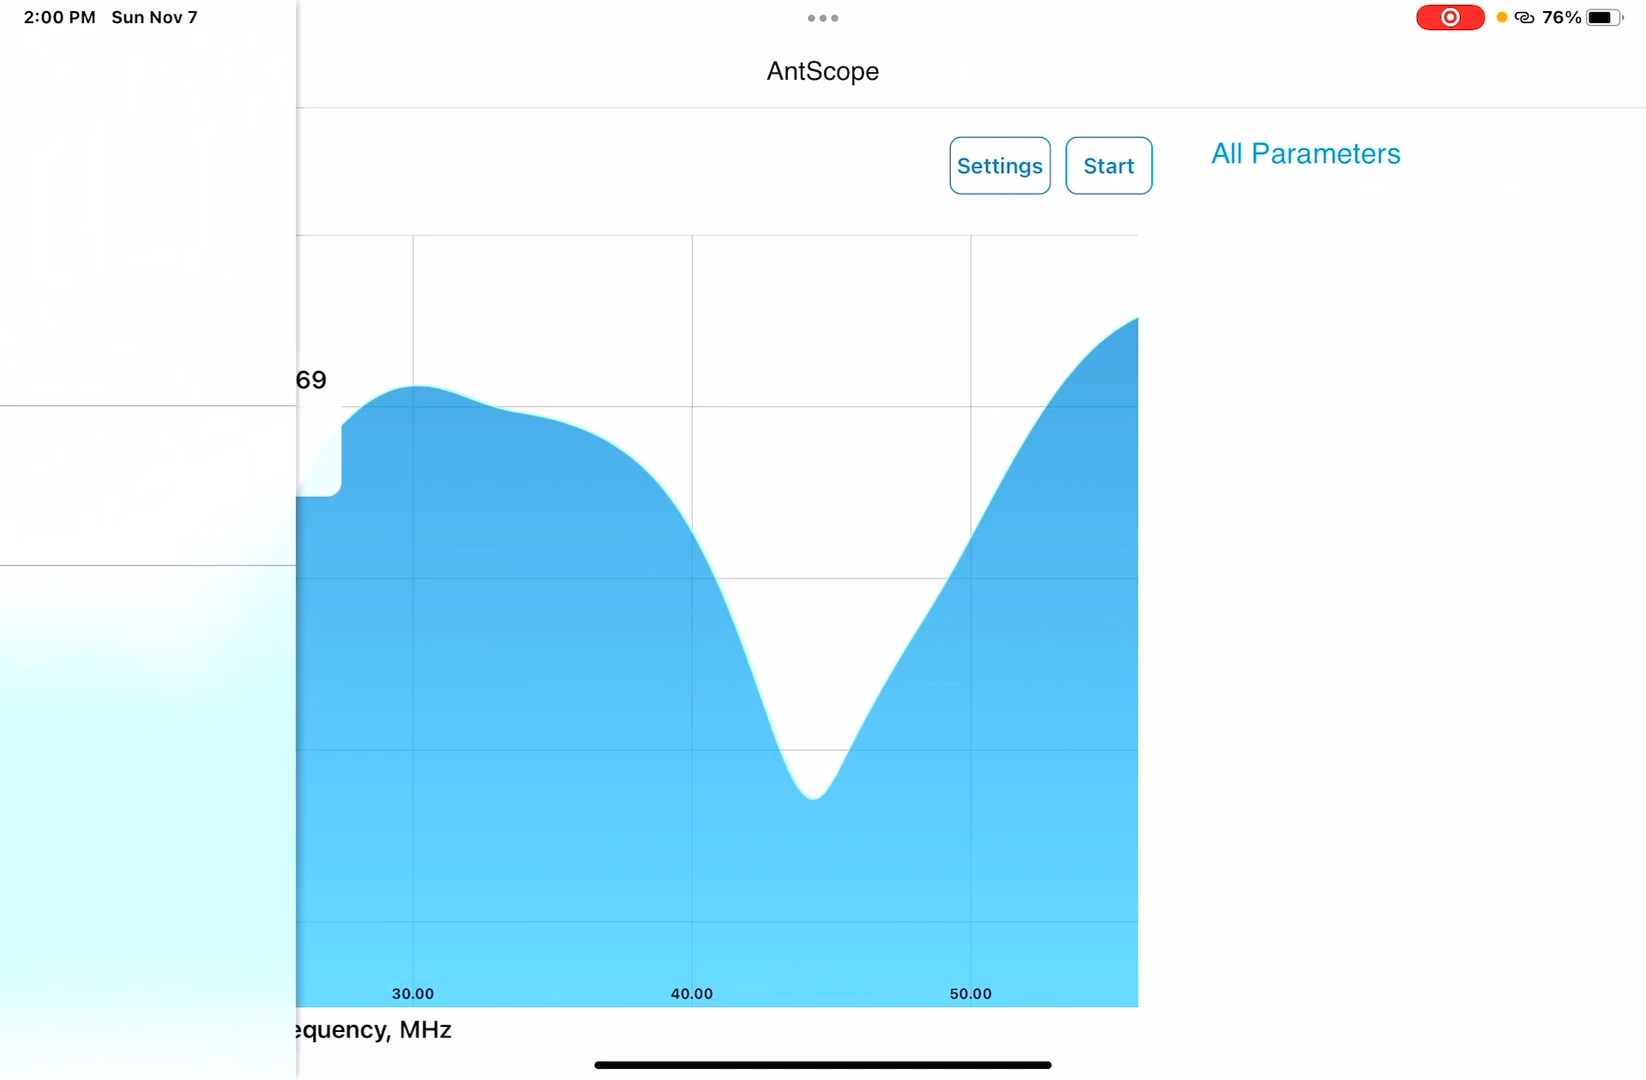 2:00 PM Sun Nov 7
76%
AntScope
Settings
Start
All Parameters
69
30.00
40.00
50.00
equency, MHz